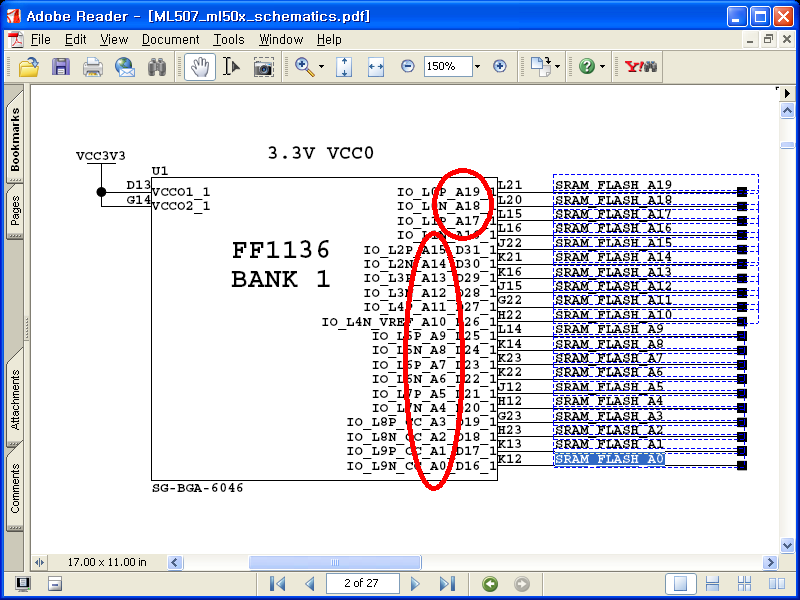 Adobe Reader - [ML507_ml50x_schematics.pdf]
File Edit View Document Tools Window Help
150%
Y!
Bookmarks
Pages
Attachments
Comments
VCC3V3
3.3V VCC0
U1
D13
G14
VCCO1_1
VCCO2_1
FF1136
BANK 1
IO_L0P_A19_1 L21 SRAM_FLASH_A19
IO_L0N_A18_1 L20 SRAM_FLASH_A18
IO_L1P_A17_1 L15 SRAM_FLASH_A17
IO_L1N_A16_1 L16 SRAM_FLASH_A16
IO_L2P_A15_D31_1 J22 SRAM_FLASH_A15
IO_L2N_A14_D30_1 K21 SRAM_FLASH_A14
IO_L3P_A13_D29_1 K16 SRAM_FLASH_A13
IO_L3N_A12_D28_1 J15 SRAM_FLASH_A12
IO_L4P_A11_D27_1 G22 SRAM_FLASH_A11
IO_L4N_VREF_A10_D26_1 H22 SRAM_FLASH_A10
IO_L5P_A9_D25_1 L14 SRAM_FLASH_A9
IO_L5N_A8_D24_1 K14 SRAM_FLASH_A8
IO_L6P_A7_D23_1 K23 SRAM_FLASH_A7
IO_L6N_A6_D22_1 K22 SRAM_FLASH_A6
IO_L7P_A5_D21_1 J12 SRAM_FLASH_A5
IO_L7N_A4_D20_1 H12 SRAM_FLASH_A4
IO_L8P_CC_A3_D19_1 G23 SRAM_FLASH_A3
IO_L8N_CC_A2_D18_1 H23 SRAM_FLASH_A2
IO_L9P_CC_A1_D17_1 K13 SRAM_FLASH_A1
IO_L9N_CC_A0_D16_1 K12 SRAM_FLASH_A0
SG-BGA-6046
17.00 x 11.00 in
2 of 27